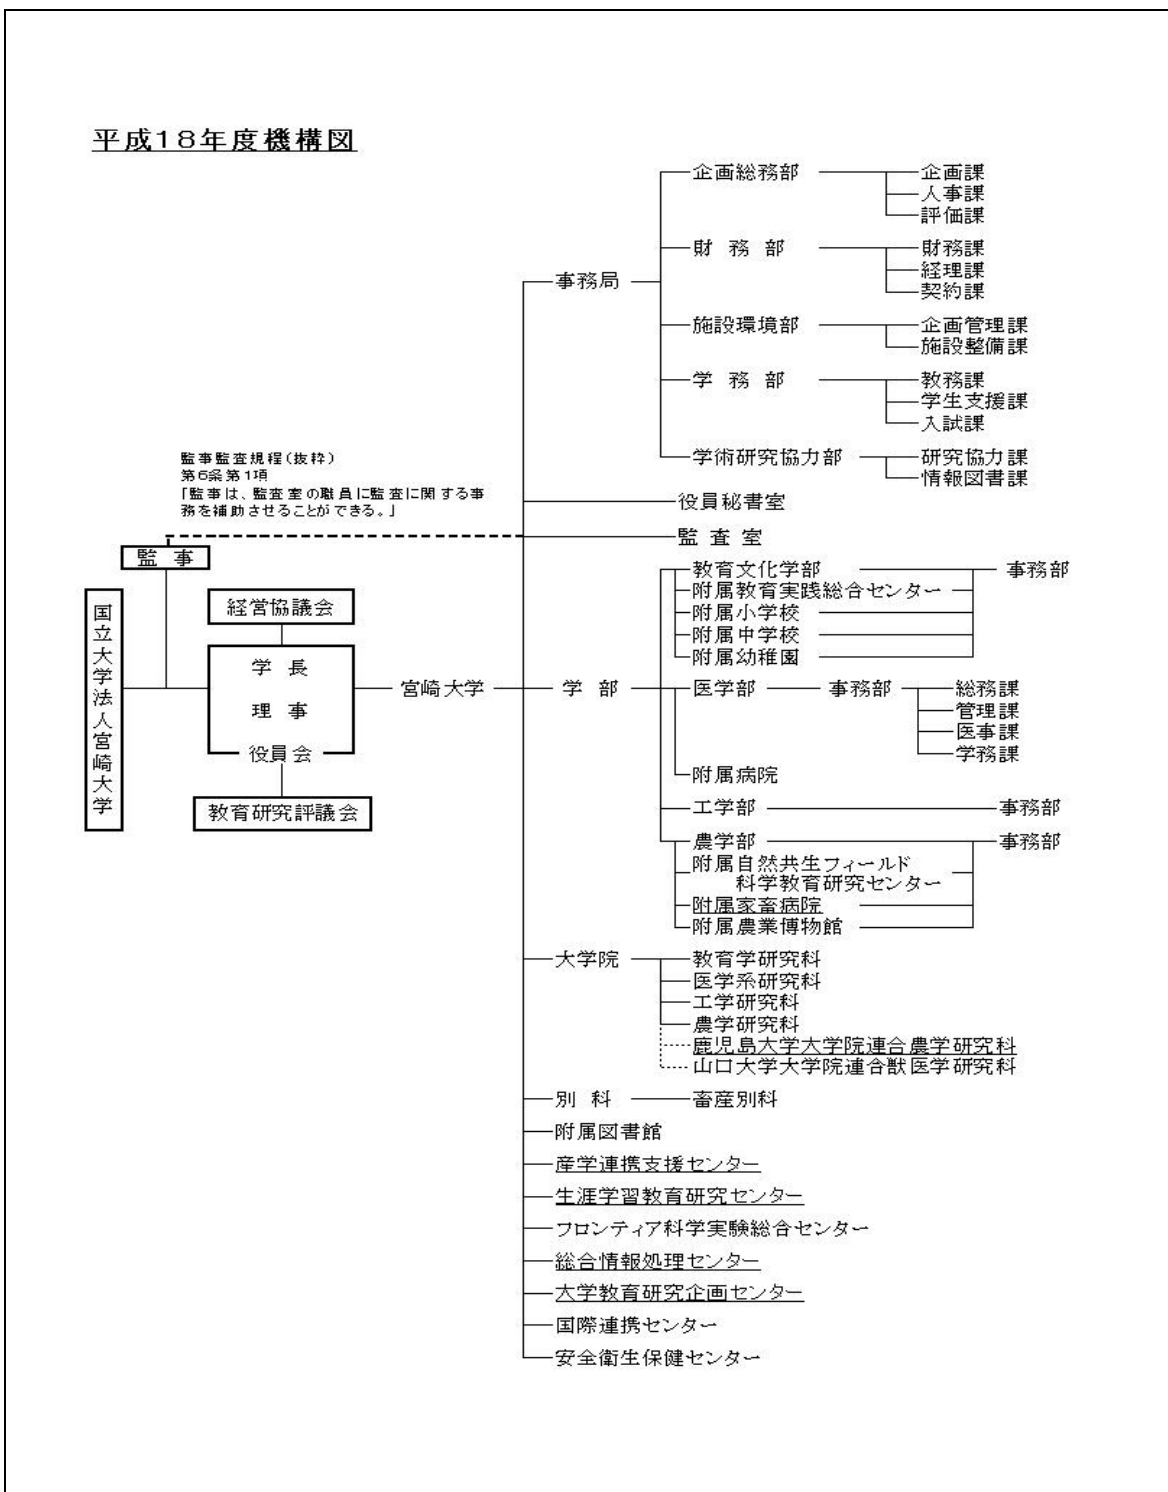 平成18年度機構図
企画総務部
企画課
人事課
評価課
財務部
財務課
経理課
契約課
事務局
施設環境部
企画管理課
施設整備課
学務部
教務課
学生支援課
入試課
学術研究協力部
研究協力課
情報図書課
監事監査規程(抜粋)
第6条第1項
「監事は、監査室の職員に監査に関する事
務を補助させることができる。」
役員秘書室
監査室
監事
国立大学法人宮崎大学
経営協議会
学長
理事
役員会
教育研究評議会
宮崎大学
学部
教育文化学部
事務部
附属教育実践総合センター
附属小学校
附属中学校
附属幼稚園
医学部
事務部
総務課
管理課
医事課
学務課
附属病院
工学部
事務部
農学部
事務部
附属自然共生フィールド
科学教育研究センター
附属家畜病院
附属農業博物館
大学院
教育学研究科
医学系研究科
工学研究科
農学研究科
鹿児島大学大学院連合農学研究科
山口大学大学院連合獣医学研究科
別科
畜産別科
附属図書館
産学連携支援センター
生涯学習教育研究センター
フロンティア科学実験総合センター
総合情報処理センター
大学教育研究企画センター
国際連携センター
安全衛生保健センター